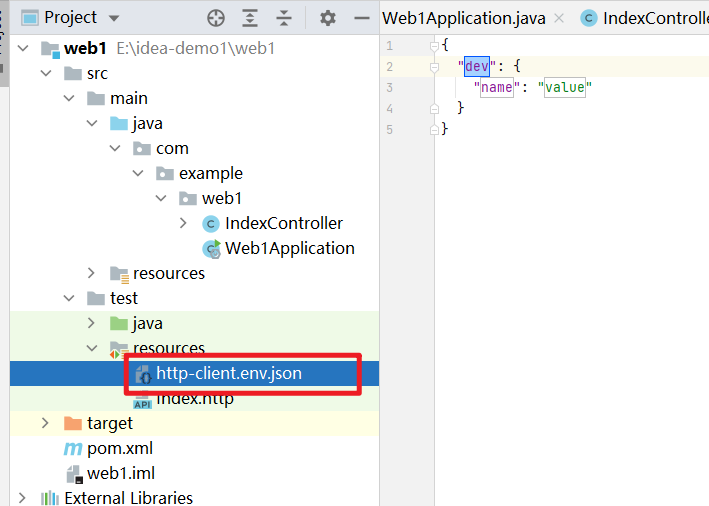 Project
web1 E:\idea-demo1\web1
src
main
java
com
example
web1
IndexController
Web1Application
resources
test
java
resources
http-client.env.json
index.http
target
pom.xml
web1.iml
External Libraries
Web1Application.java
IndexControlle
1 {
2 "dev": {
3 "name": "value"
4 }
5 }